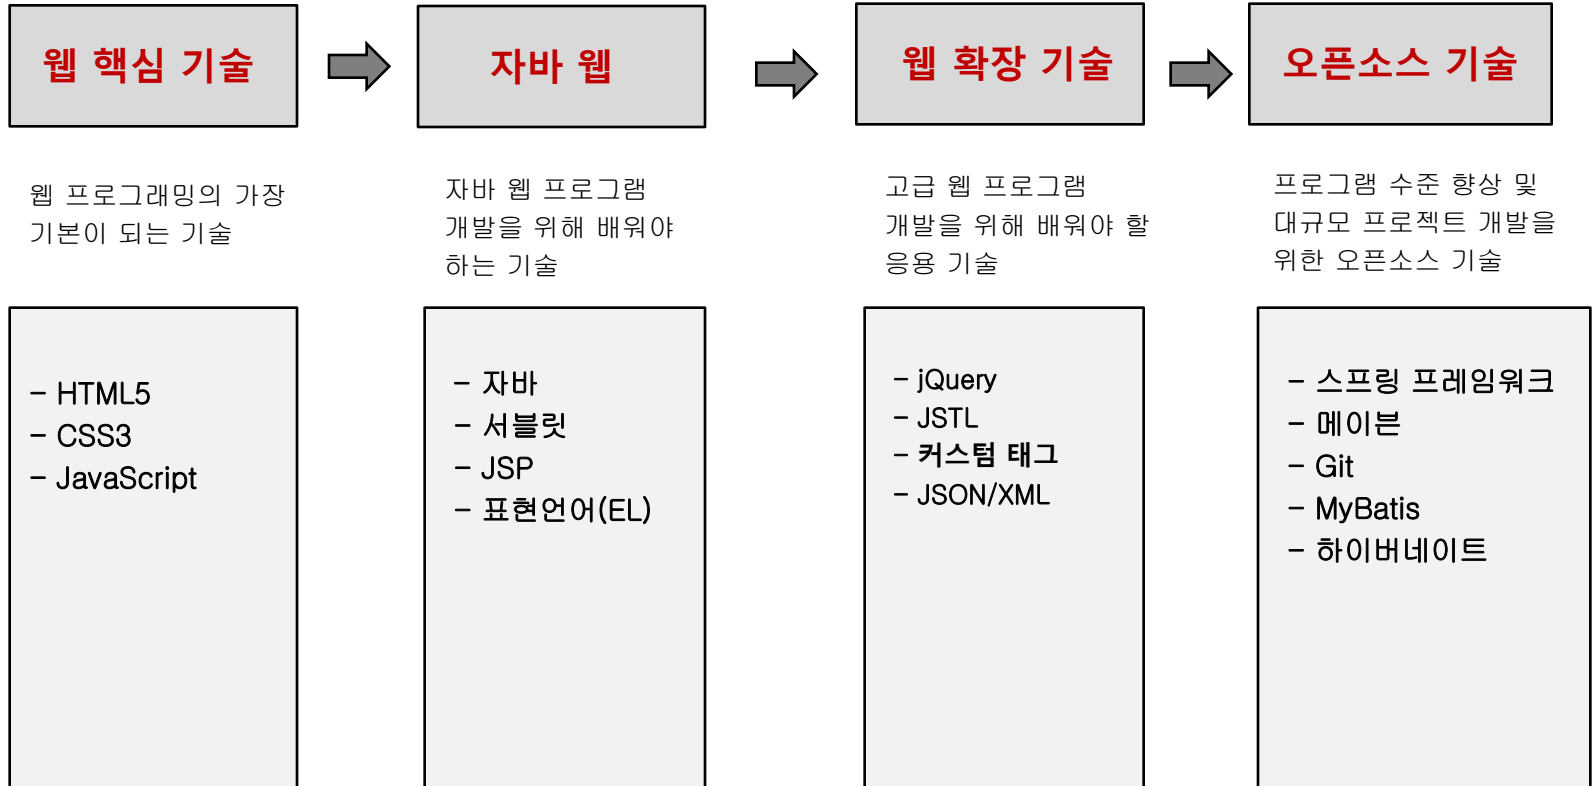 웹 핵심 기술
자바 웹
웹 확장 기술
오픈소스 기술
웹 프로그래밍의 가장
기본이 되는 기술
자바 웹 프로그램
개발을 위해 배워야
하는 기술
고급 웹 프로그램
개발을 위해 배워야 할
응용 기술
프로그램 수준 향상 및
대규모 프로젝트 개발을
위한 오픈소스 기술
- HTML5
- CSS3
- JavaScript
- 자바
- 서블릿
- JSP
- 표현언어(EL)
- jQuery
- JSTL
- 커스텀 태그
- JSON/XML
- 스프링 프레임워크
- 메이븐
- Git
- MyBatis
- 하이버네이트